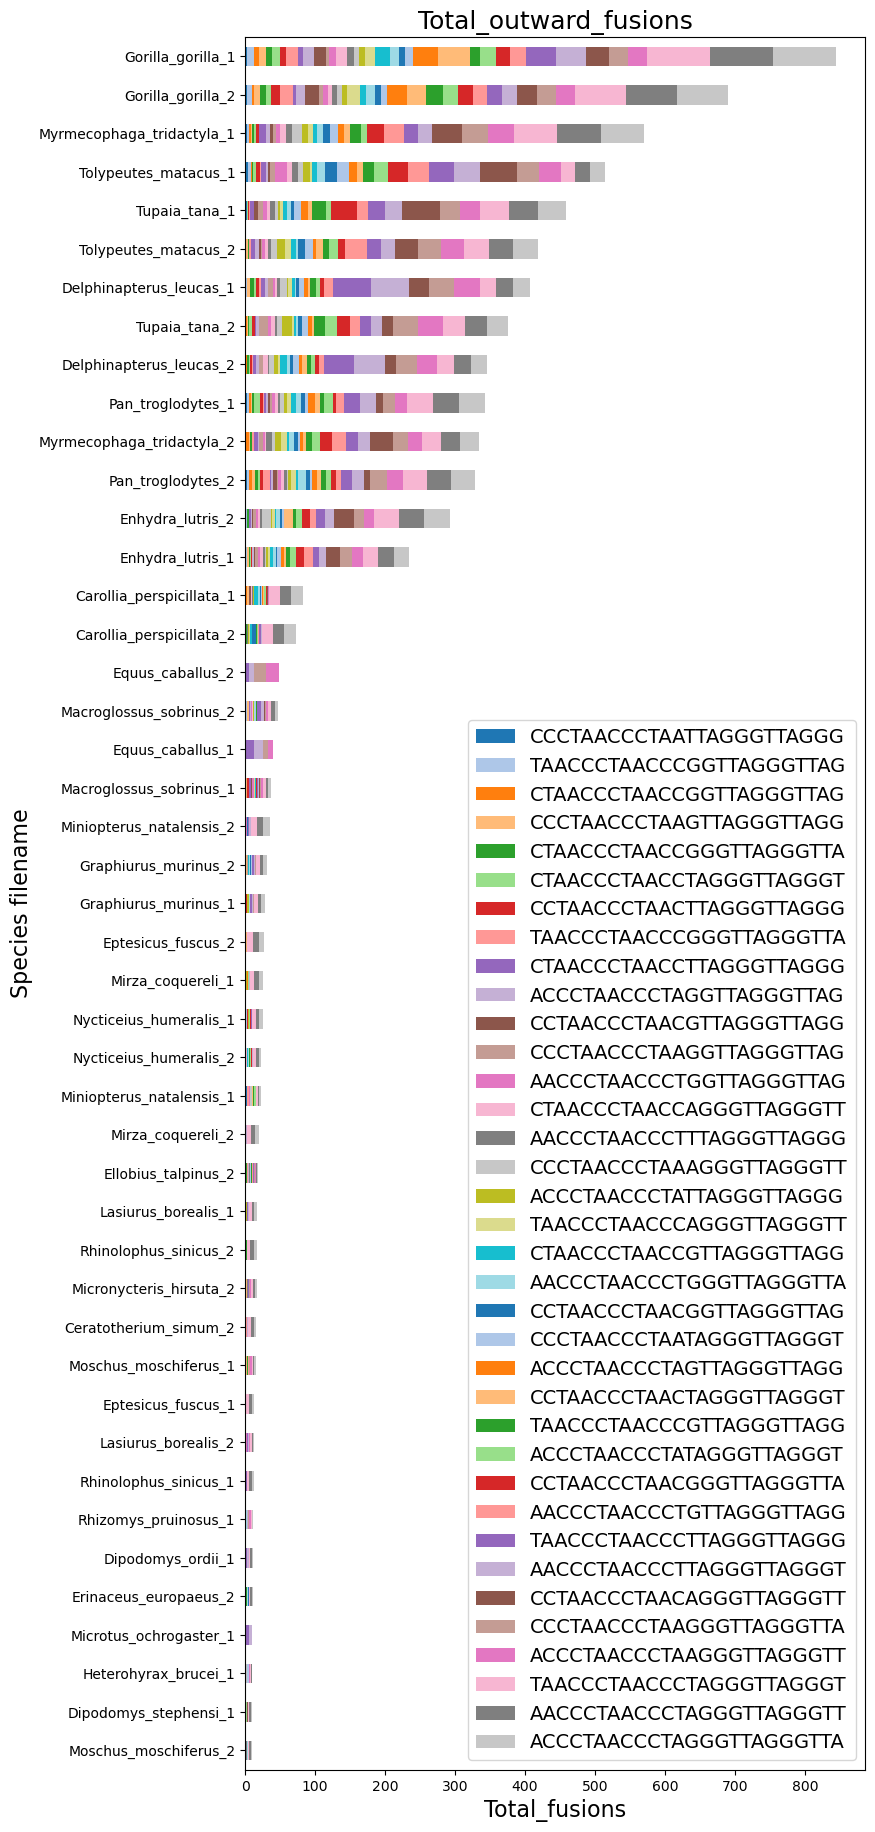 Total_outward_fusions
Gorilla_gorilla_1
Gorilla_gorilla_2
Myrmecophaga_tridactyla_1
Tolypeutes_matacus_1
Tupaia_tana_1
Tolypeutes_matacus_2
Delphinapterus_leucas_1
Tupaia_tana_2
Delphinapterus_leucas_2
Pan_troglodytes_1
Myrmecophaga_tridactyla_2
Pan_troglodytes_2
Enhydra_lutris_2
Enhydra_lutris_1
Carollia_perspicillata_1
Carollia_perspicillata_2
Equus_caballus_2
Macroglossus_sobrinus_2
Equus_caballus_1
Macroglossus_sobrinus_1
Miniopterus_natalensis_2
Graphiurus_murinus_2
Graphiurus_murinus_1
Eptesicus_fuscus_2
Mirza_coquereli_1
Nycticeius_humeralis_1
Nycticeius_humeralis_2
Miniopterus_natalensis_1
Mirza_coquereli_2
Ellobius_talpinus_2
Lasiurus_borealis_1
Rhinolophus_sinicus_2
Micronycteris_hirsuta_2
Ceratotherium_simum_2
Moschus_moschiferus_1
Eptesicus_fuscus_1
Lasiurus_borealis_2
Rhinolophus_sinicus_1
Rhizomys_pruinosus_1
Dipodomys_ordii_1
Erinaceus_europaeus_2
Microtus_ochrogaster_1
Heterohyrax_brucei_1
Dipodomys_stephensi_1
Moschus_moschiferus_2
Species filename
CCCTAACCCTAATTAGGGTTAGGG
TAACCCTAACCCGGTTAGGGTTAG
CTAACCCTAACCGGTTAGGGTTAG
CCCTAACCCTAAGTTAGGGTTAGG
CTAACCCTAACCGGGTTAGGGTTA
CTAACCCTAACCTAGGGTTAGGGT
CCTAACCCTAACTTAGGGTTAGGG
TAACCCTAACCCGGGTTAGGGTTA
CTAACCCTAACCTTAGGGTTAGGG
ACCCTAACCCTAGGTTAGGGTTAG
CCTAACCCTAACGTTAGGGTTAGG
CCCTAACCCTAAGGTTAGGGTTAG
AACCCTAACCCTGGTTAGGGTTAG
CTAACCCTAACCAGGGTTAGGGTT
AACCCTAACCCTTTAGGGTTAGGG
CCCTAACCCTAAAGGGTTAGGGTT
ACCCTAACCCTATTAGGGTTAGGG
TAACCCTAACCCAGGGTTAGGGTT
CTAACCCTAACCGTTAGGGTTAGG
AACCCTAACCCTGGGTTAGGGTTA
CCTAACCCTAACGGTTAGGGTTAG
CCCTAACCCTAATAGGGTTAGGGT
ACCCTAACCCTAGTTAGGGTTAGG
CCTAACCCTAACTAGGGTTAGGGT
TAACCCTAACCCGTTAGGGTTAGG
ACCCTAACCCTATAGGGTTAGGGT
CCTAACCCTAACGGGTTAGGGTTA
AACCCTAACCCTGTTAGGGTTAGG
TAACCCTAACCCTTAGGGTTAGGG
AACCCTAACCCTTAGGGTTAGGGT
CCTAACCCTAACAGGGTTAGGGTT
CCCTAACCCTAAGGGTTAGGGTTA
ACCCTAACCCTAAGGGTTAGGGTT
TAACCCTAACCCTAGGGTTAGGGT
AACCCTAACCCTAGGGTTAGGGTT
ACCCTAACCCTAGGGTTAGGGTTA
0 100 200 300 400 500 600 700 800
Total_fusions